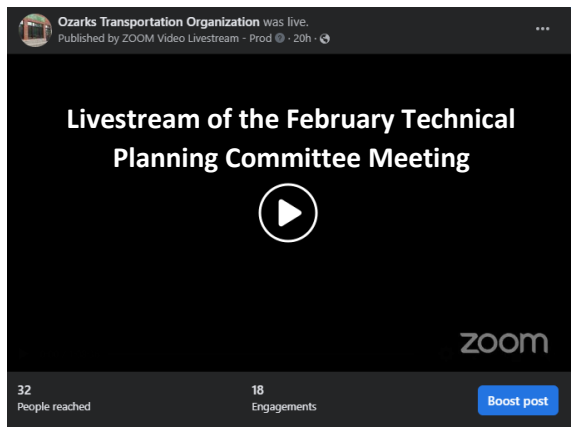 Ozarks Transportation Organization was live.
Published by ZOOM Video Livestream - Prod · 20h ·
Livestream of the February Technical
Planning Committee Meeting
zoom
32
People reached
18
Engagements
Boost post